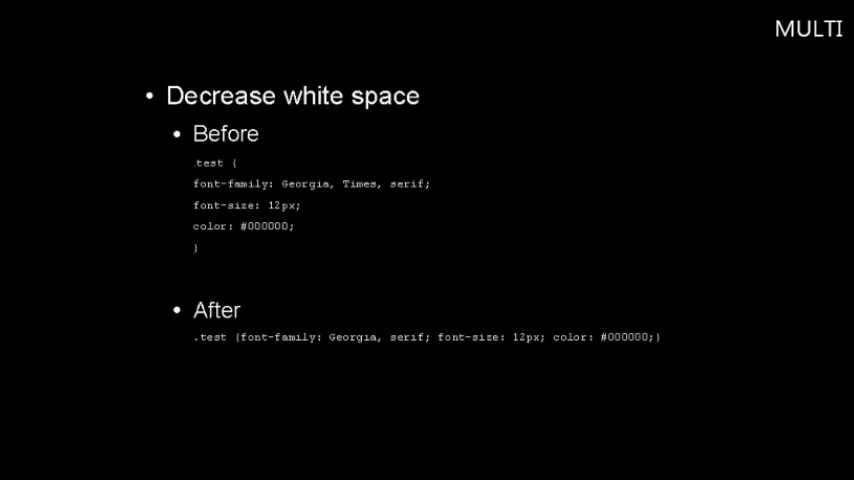 MULTI
• Decrease white space
• Before
.test {
font-family: Georgia, Times, serif;
font-size: 12px;
color: #000000;
}
• After
.test {font-family: Georgia, serif; font-size: 12px; color: #000000;}